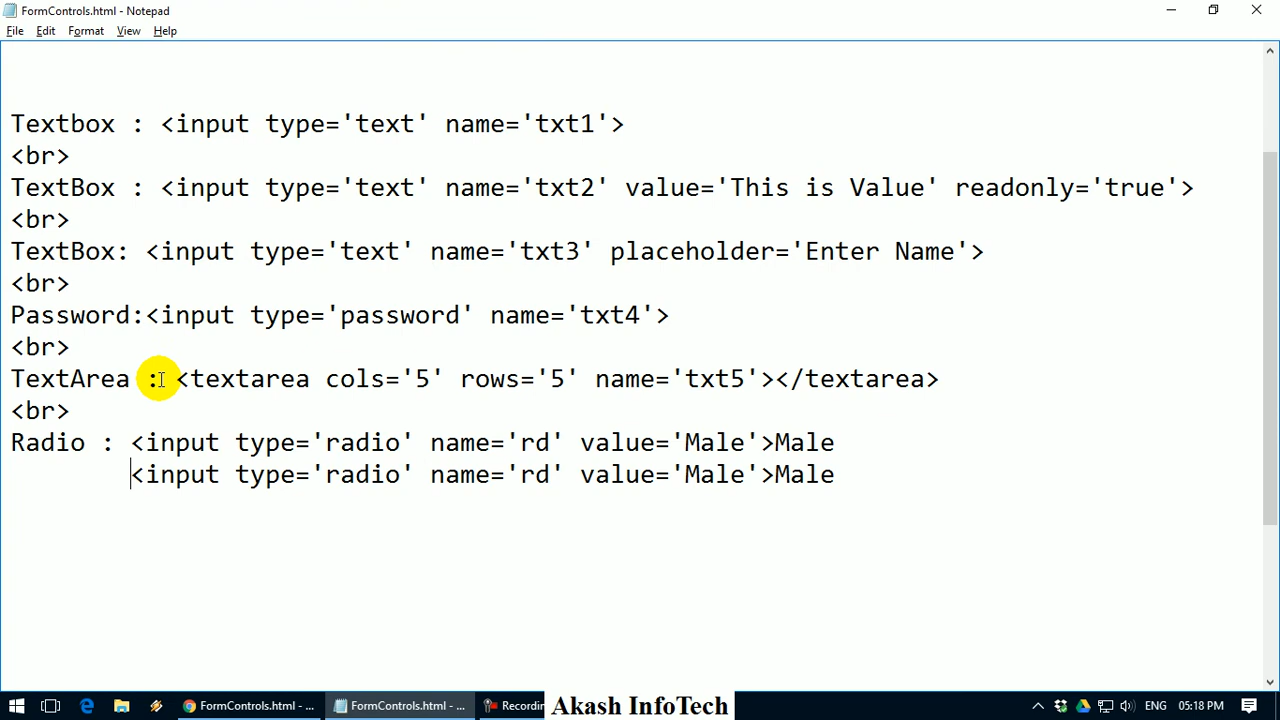 FormControls.html - Notepad
File Edit Format View Help
Textbox : <input type='text' name='txt1'>
<br>
TextBox : <input type='text' name='txt2' value='This is Value' readonly='true'>
<br>
TextBox: <input type='text' name='txt3' placeholder='Enter Name'>
<br>
Password:<input type='password' name='txt4'>
<br>
TextArea : <textarea cols='5' rows='5' name='txt5'></textarea>
<br>
Radio : <input type='radio' name='rd' value='Male'>Male
<input type='radio' name='rd' value='Male'>Male
FormControls.html - ... FormControls.html - ... Recording Akash InfoTech ENG 05:18 PM